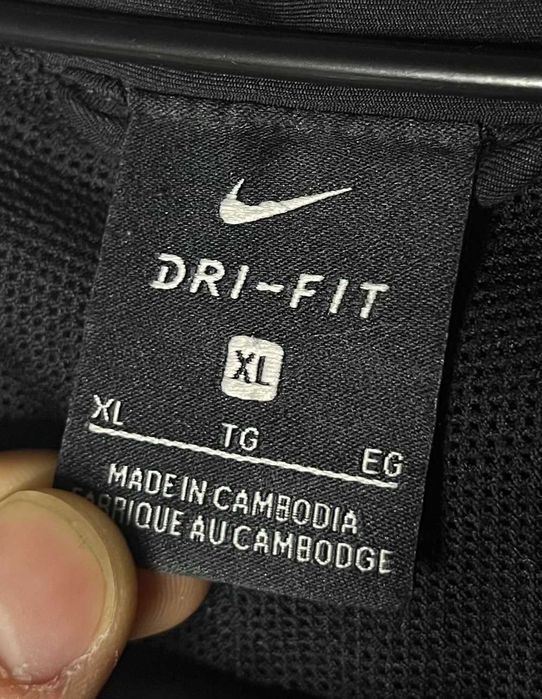 DRI-FIT
XL
XL TG EG
MADE IN CAMBODIA
FABRIQUE AU CAMBODGE